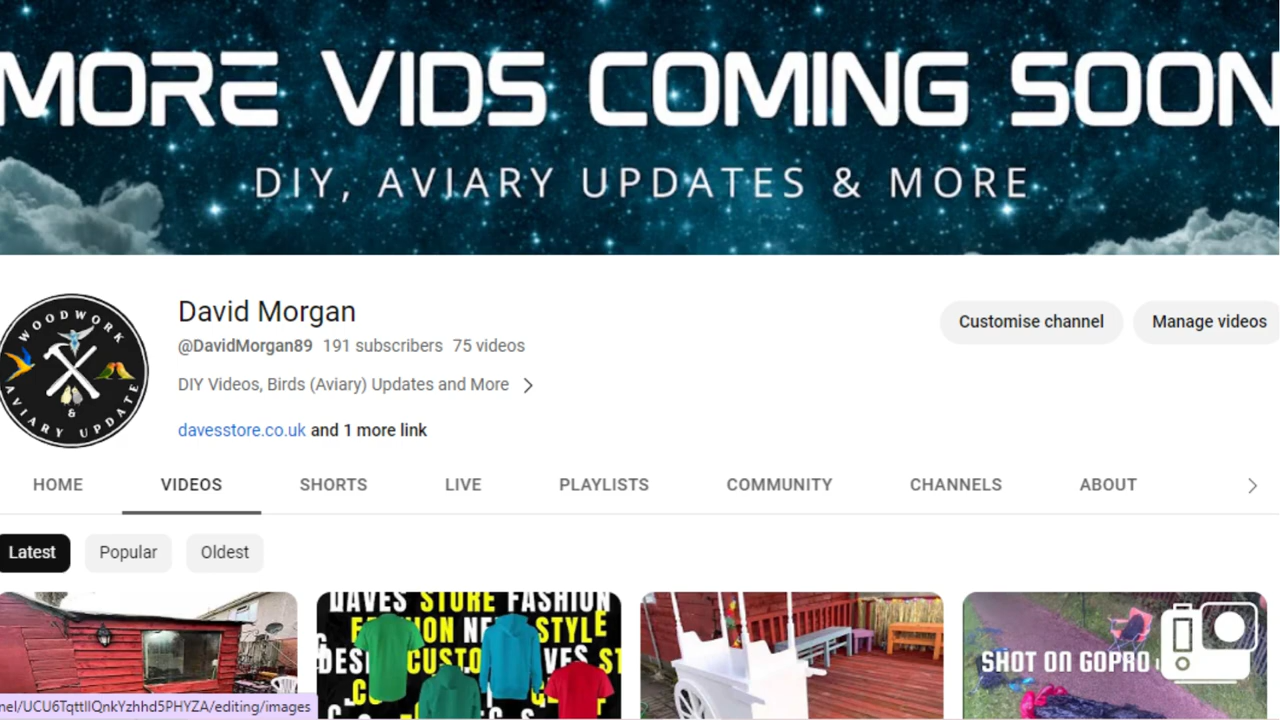 MORE VIDS COMING SOON
DIY, AVIARY UPDATES & MORE
WOODWORK
&
AVIARY UPDATE
David Morgan
@DavidMorgan89 191 subscribers 75 videos
DIY Videos, Birds (Aviary) Updates and More
davesstore.co.uk and 1 more link
Customise channel
Manage videos
HOME VIDEOS SHORTS LIVE PLAYLISTS COMMUNITY CHANNELS ABOUT
Latest Popular Oldest
DAVES STORE FASHION
STYLE
SHOT ON GOPRO
nel/UCU6TqttIlQnkYzhhd5PHYZA/editing/images